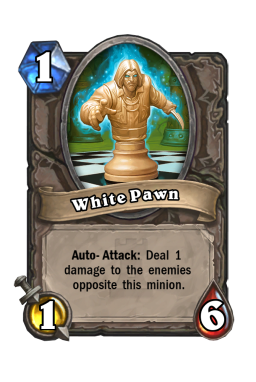 1
White Pawn
Auto-Attack: Deal 1
damage to the enemies
opposite this minion.
1
6